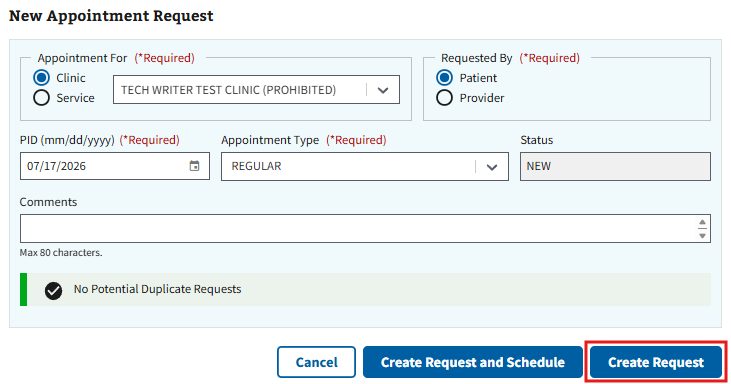 New Appointment Request
Appointment For (*Required)
Clinic
Service
TECH WRITER TEST CLINIC (PROHIBITED)
Requested By (*Required)
Patient
Provider
PID (mm/dd/yyyy) (*Required)
07/17/2026
Appointment Type (*Required)
REGULAR
Status
NEW
Comments
Max 80 characters.
No Potential Duplicate Requests
Cancel
Create Request and Schedule
Create Request